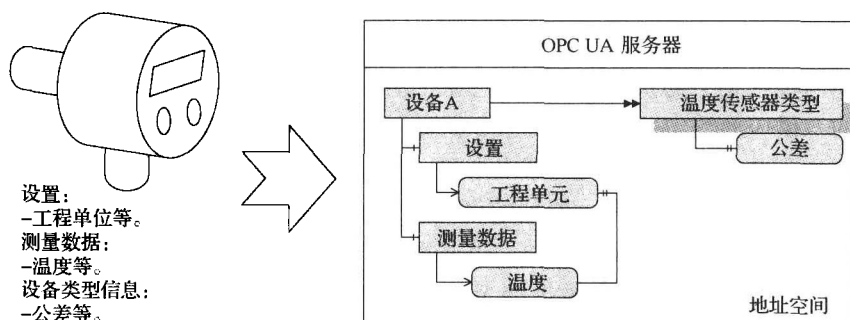 设置:
-工程单位等。
测量数据:
-温度等。
设备类型信息:
-公差等。
OPC UA 服务器
设备A
温度传感器类型
设置
公差
工程单元
测量数据
温度
地址空间